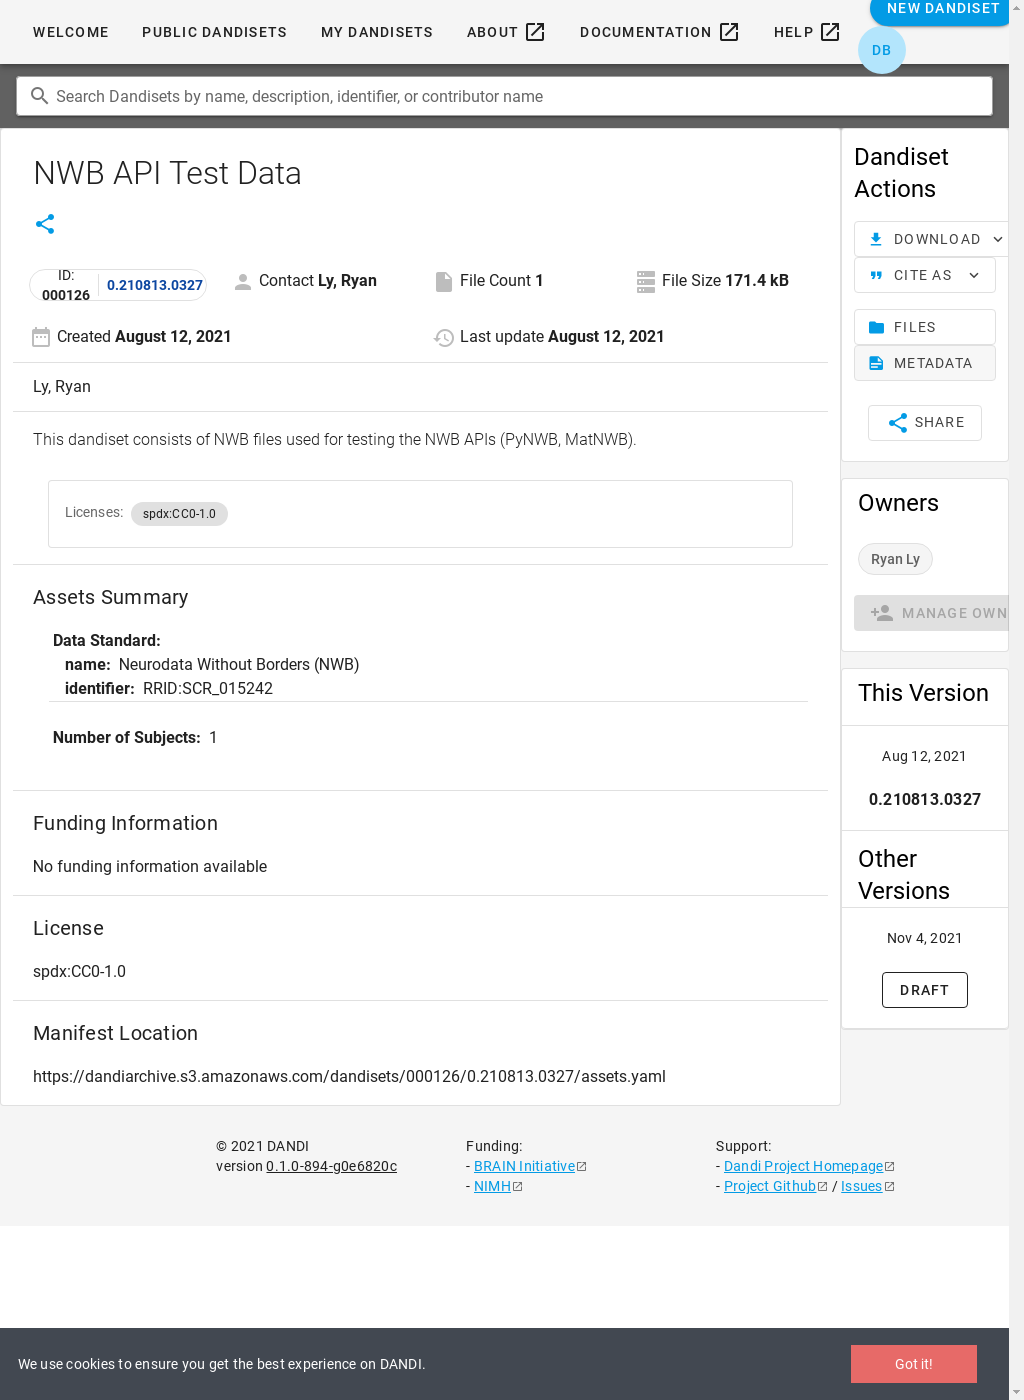 NEW DANDISET
WELCOME
PUBLIC DANDISETS
MY DANDISETS
ABOUT
DOCUMENTATION
HELP
DB
Search Dandisets by name, description, identifier, or contributor name
NWB API Test Data
ID: 000126
0.210813.0327
Contact Ly, Ryan
File Count 1
File Size 171.4 kB
Created August 12, 2021
Last update August 12, 2021
Ly, Ryan
This dandiset consists of NWB files used for testing the NWB APIs (PyNWB, MatNWB).
Licenses: spdx:CC0-1.0
Assets Summary
Data Standard:
name: Neurodata Without Borders (NWB)
identifier: RRID:SCR_015242
Number of Subjects: 1
Funding Information
No funding information available
License
spdx:CC0-1.0
Manifest Location
https://dandiarchive.s3.amazonaws.com/dandisets/000126/0.210813.0327/assets.yaml
Dandiset
Actions
DOWNLOAD
CITE AS
FILES
METADATA
SHARE
Owners
Ryan Ly
MANAGE OWN
This Version
Aug 12, 2021
0.210813.0327
Other
Versions
Nov 4, 2021
DRAFT
© 2021 DANDI
version 0.1.0-894-g0e6820c
Funding:
- BRAIN Initiative
- NIMH
Support:
- Dandi Project Homepage
- Project Github / Issues
We use cookies to ensure you get the best experience on DANDI.
Got it!